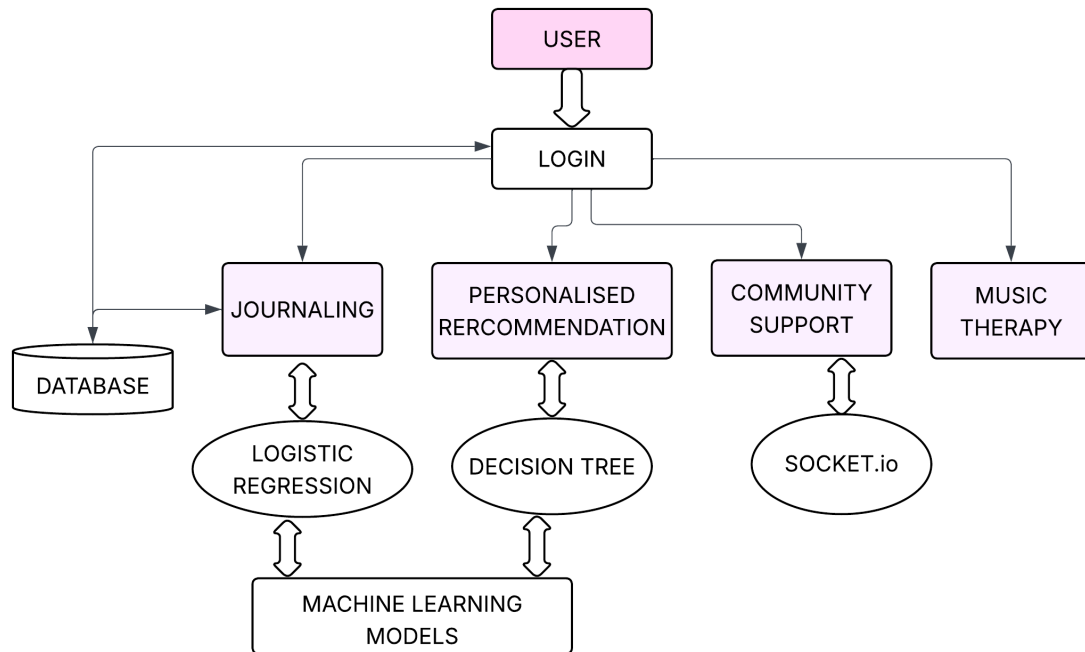 USER
LOGIN
JOURNALING
PERSONALISED
RERCOMMENDATION
COMMUNITY
SUPPORT
MUSIC
THERAPY
DATABASE
LOGISTIC
REGRESSION
DECISION TREE
SOCKET.io
MACHINE LEARNING
MODELS